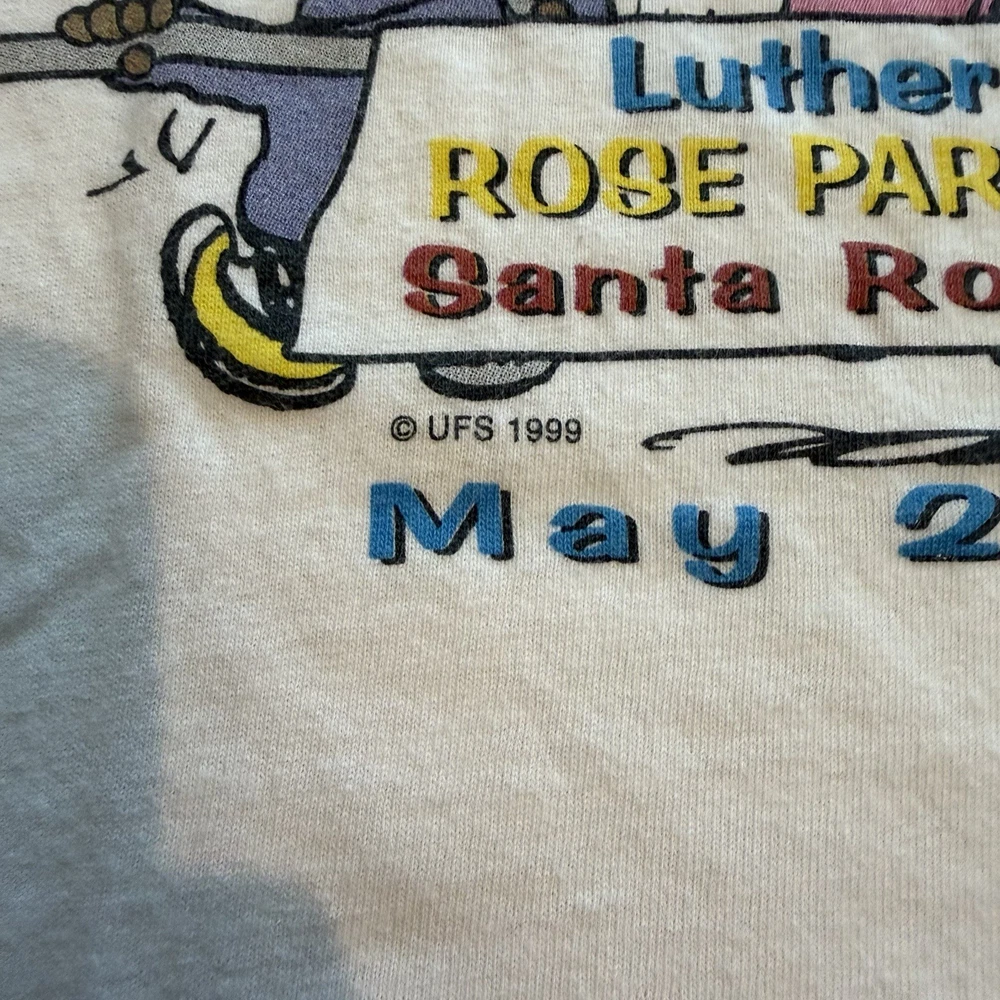 Luther
ROSE PAR
Santa Ro
© UFS 1999
May 2